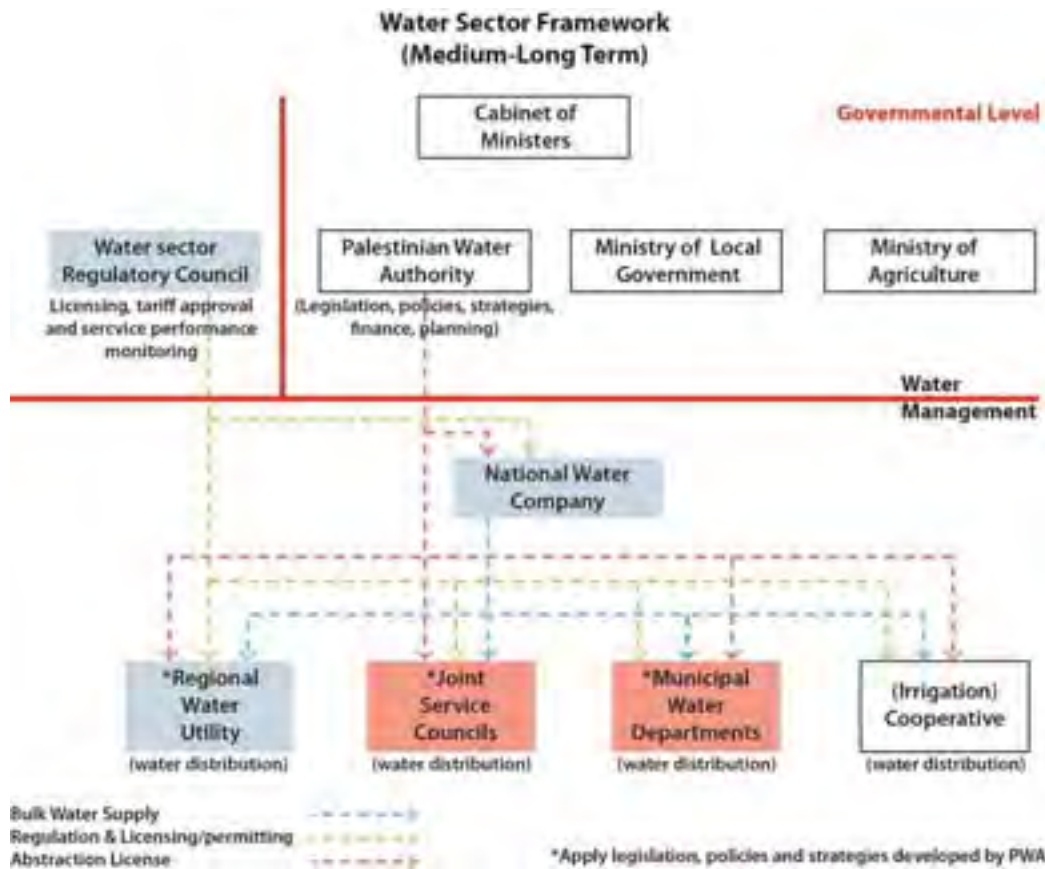 Water Sector Framework
(Medium-Long Term)
Cabinet of
Ministers
Governmental Level
Water sector
Regulatory Council
Licensing, tariff approval
and sercvice performance
monitoring
Palestinian Water
Authority
(Legislation, policies, strategies,
finance, planning)
Ministry of Local
Government
Ministry of
Agriculture
Water
Management
National Water
Company
*Regional
Water
Utility
(water distribution)
*Joint
Service
Councils
(water distribution)
*Municipal
Water
Departments
(water distribution)
(Irrigation)
Cooperative
(water distribution)
Bulk Water Supply
Regulation & Licensing/permitting
Abstraction License
*Apply legislation, policies and strategies developed by PWA